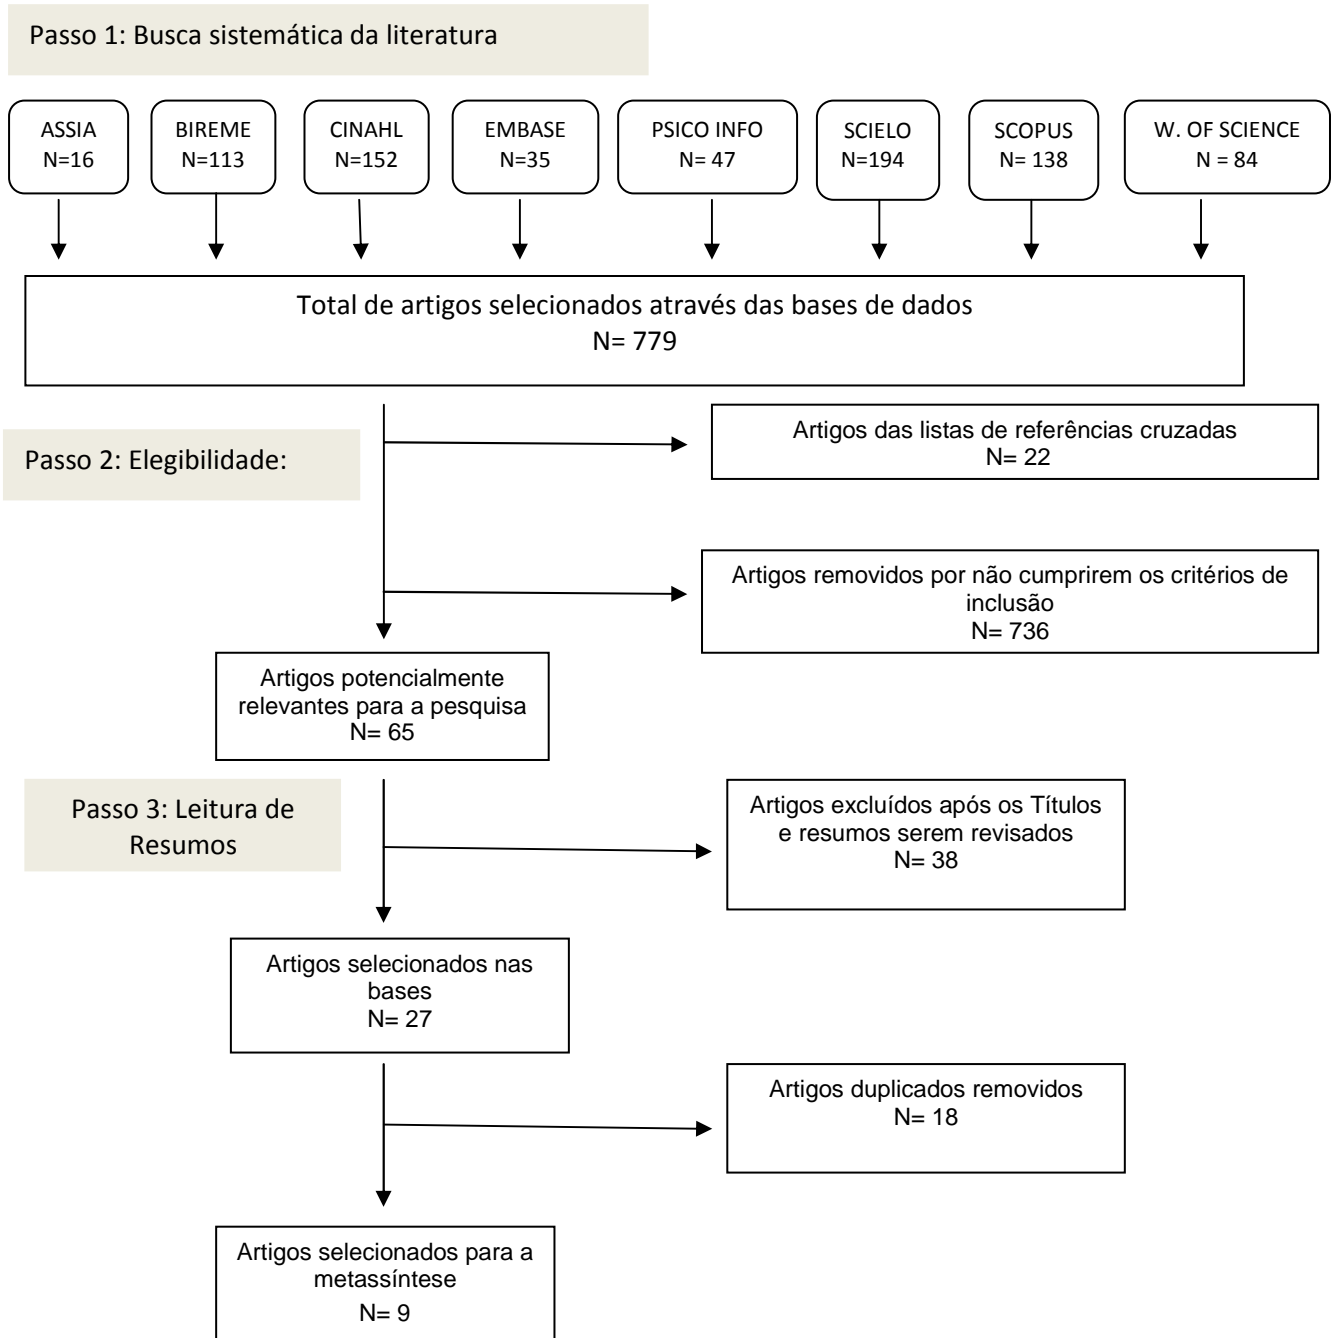 Passo 1: Busca sistemática da literatura
ASSIA
N=16
BIREME
N=113
CINAHL
N=152
EMBASE
N=35
PSICO INFO
N= 47
SCIELO
N=194
SCOPUS
N= 138
W. OF SCIENCE
N = 84
Total de artigos selecionados através das bases de dados
N= 779
Artigos das listas de referências cruzadas
N= 22
Passo 2: Elegibilidade:
Artigos removidos por não cumprirem os critérios de
inclusão
N= 736
Artigos potencialmente
relevantes para a pesquisa
N= 65
Passo 3: Leitura de
Resumos
Artigos excluídos após os Títulos
e resumos serem revisados
N= 38
Artigos selecionados nas
bases
N= 27
Artigos duplicados removidos
N= 18
Artigos selecionados para a
metassíntese
N= 9